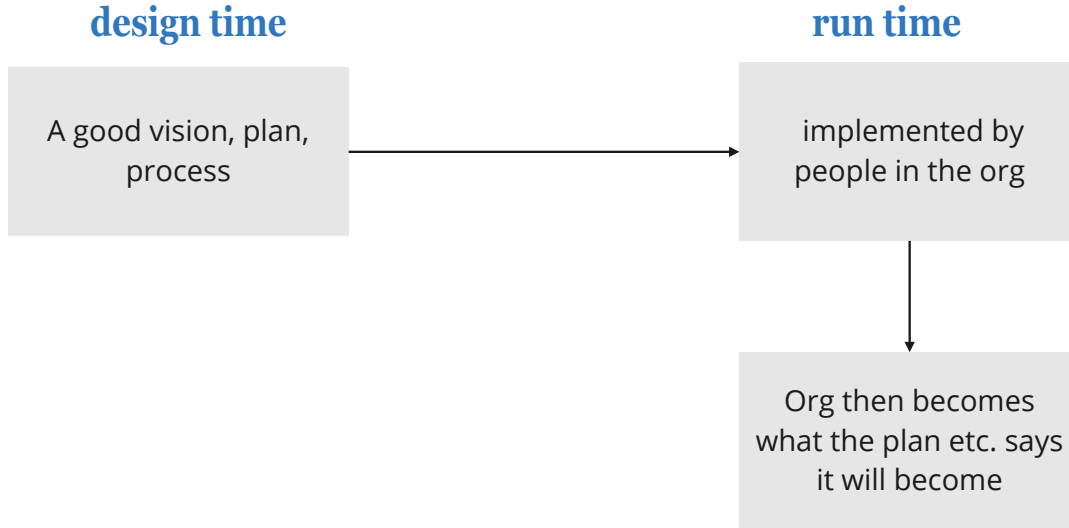 design time
run time
A good vision, plan,
process
implemented by
people in the org
Org then becomes
what the plan etc. says
it will become